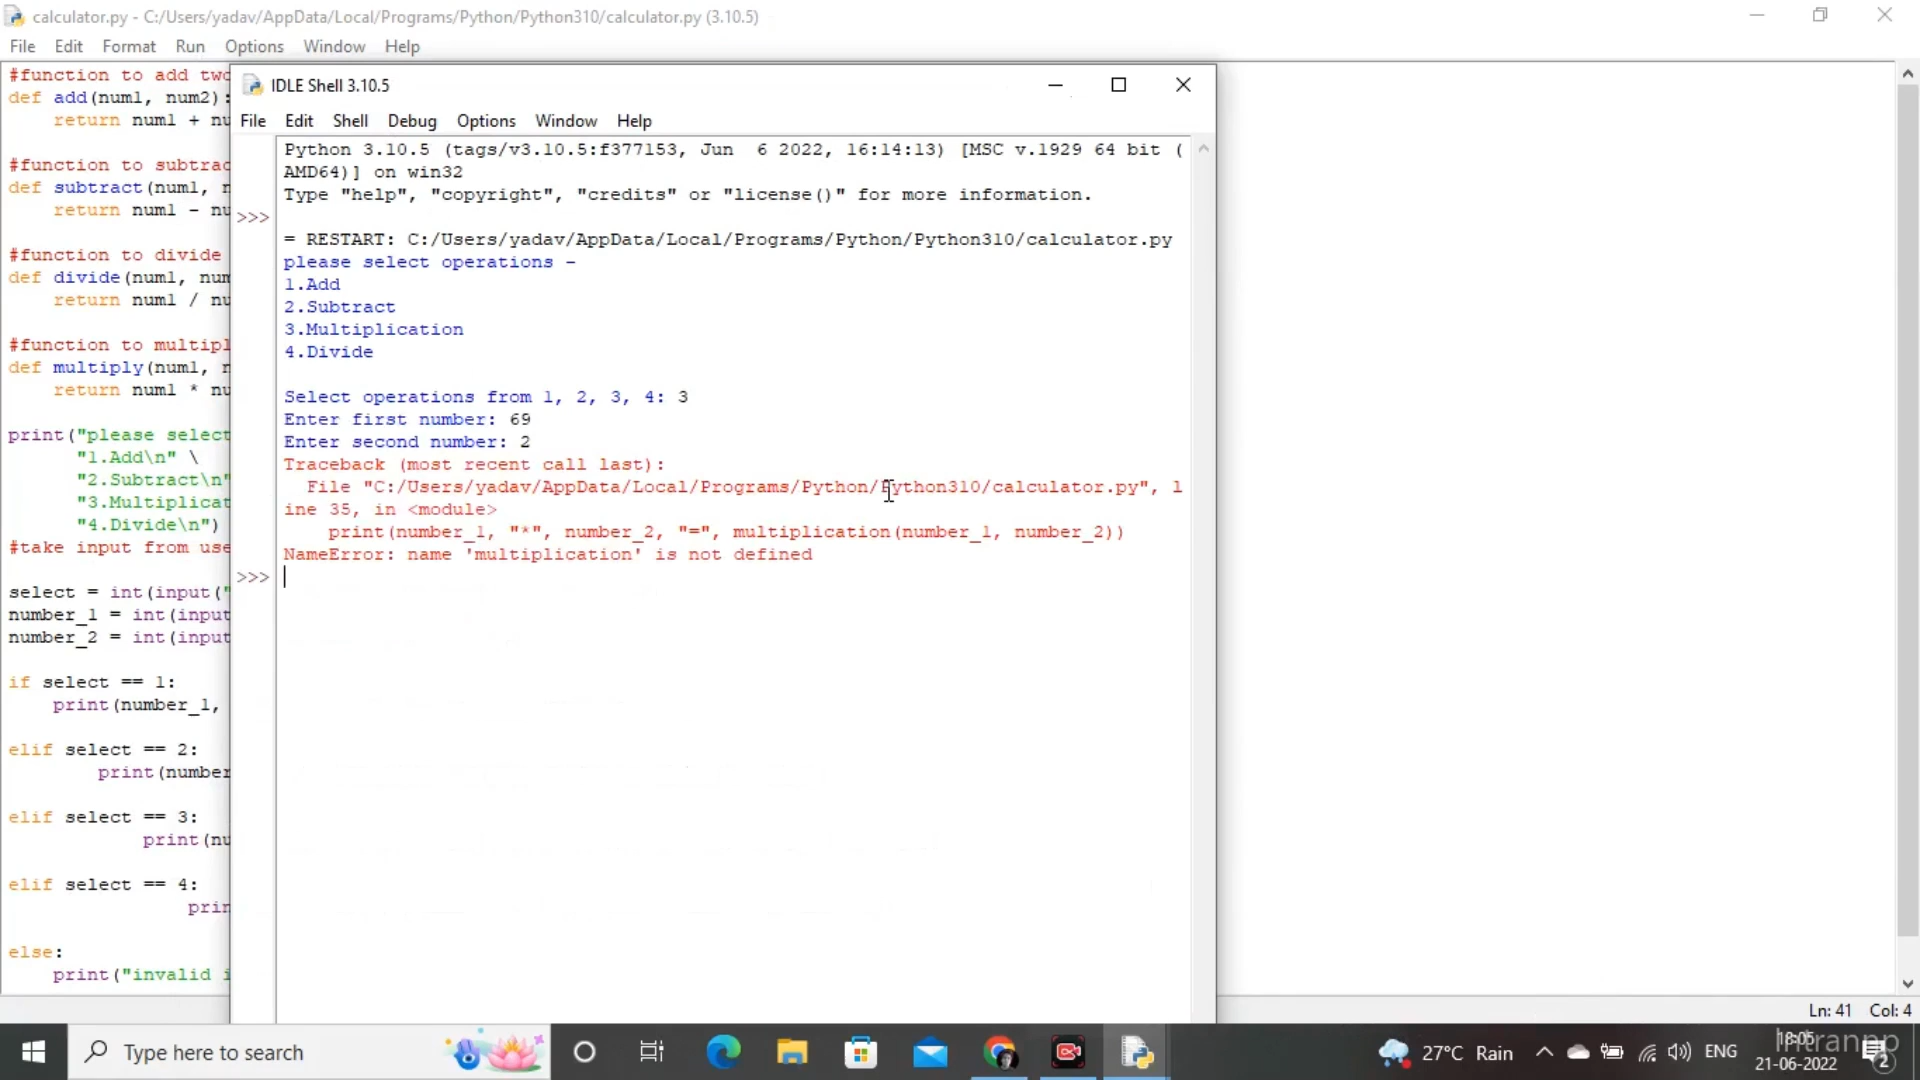 calculator.py - C:/Users/yadav/AppData/Local/Programs/Python/Python310/calculator.py (3.10.5)
File Edit Format Run Options Window Help
#function to add two
def add(num1, num2):
return num1 + nu
#function to subtrac
def subtract(num1, n
return num1 - nu
#function to divide
def divide(num1, num
return num1 / nu
#function to multipl
def multiply(num1, n
return num1 * nu
print("please select
"1.Add\n" \
"2.Subtract\n"
"3.Multiplicat
"4.Divide\n")
#take input from use
select = int(input("
number_1 = int(input
number_2 = int(input
if select == 1:
print(number_1,
elif select == 2:
print(number
elif select == 3:
print(nu
elif select == 4:
prin
else:
print("invalid i
IDLE Shell 3.10.5
File Edit Shell Debug Options Window Help
Python 3.10.5 (tags/v3.10.5:f377153, Jun  6 2022, 16:14:13) [MSC v.1929 64 bit (
AMD64)] on win32
Type "help", "copyright", "credits" or "license()" for more information.
>>>
= RESTART: C:/Users/yadav/AppData/Local/Programs/Python/Python310/calculator.py
please select operations -
1.Add
2.Subtract
3.Multiplication
4.Divide
Select operations from 1, 2, 3, 4: 3
Enter first number: 69
Enter second number: 2
Traceback (most recent call last):
File "C:/Users/yadav/AppData/Local/Programs/Python/Python310/calculator.py", l
ine 35, in <module>
print(number_1, "*", number_2, "=", multiplication(number_1, number_2))
NameError: name 'multiplication' is not defined
>>>
Ln: 41 Col: 4
Type here to search
27°C Rain
ENG
18:05
21-06-2022
2